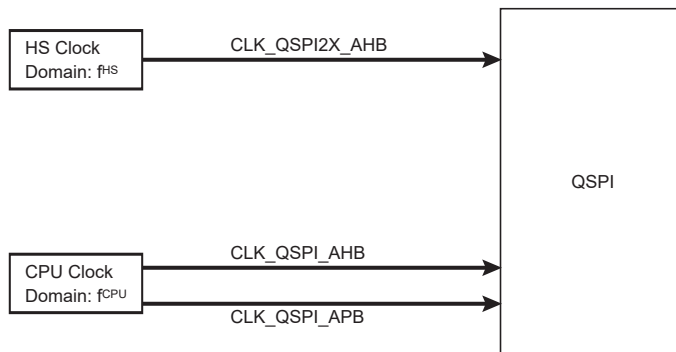 HS Clock
Domain: fHS
CLK_QSPI2X_AHB
QSPI
CPU Clock
Domain: fCPU
CLK_QSPI_AHB
CLK_QSPI_APB